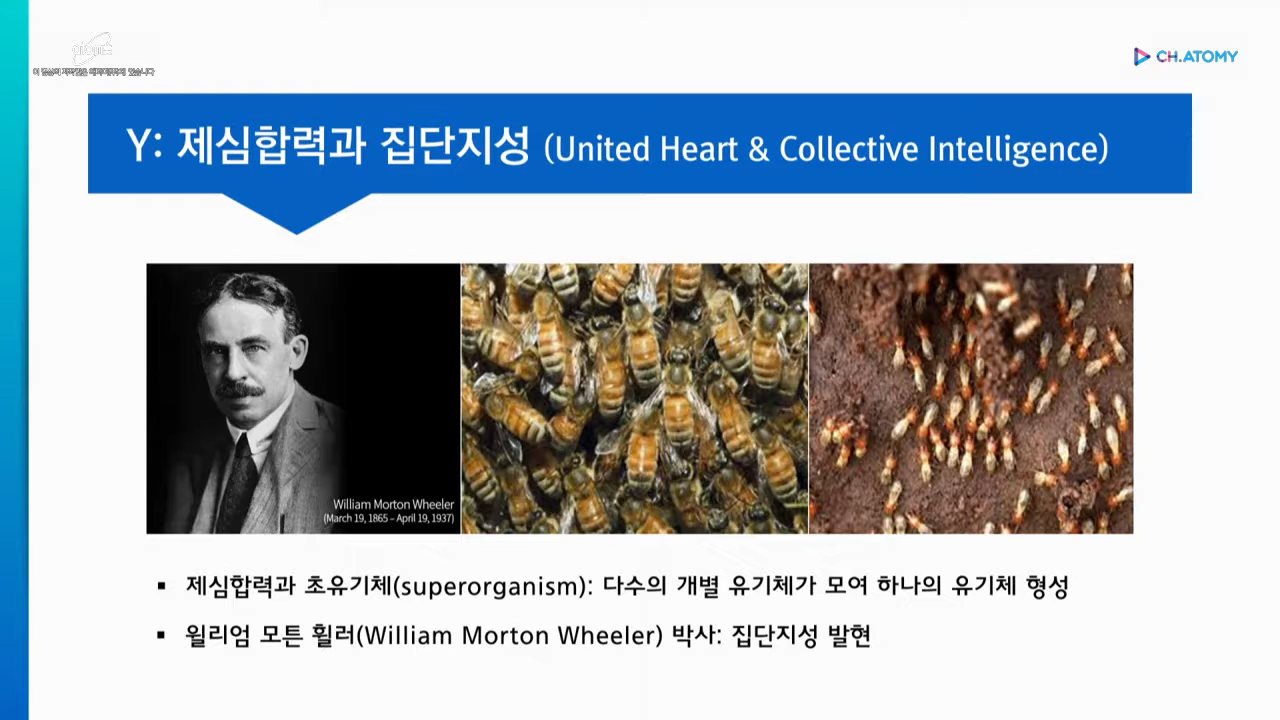 CH.ATOMY
Y: 제심합력과 집단지성 (United Heart & Collective Intelligence)
William Morton Wheeler
(March 19, 1865 – April 19, 1937)
▪ 제심합력과 초유기체(superorganism): 다수의 개별 유기체가 모여 하나의 유기체 형성
▪ 윌리엄 모튼 휠러(William Morton Wheeler) 박사: 집단지성 발현